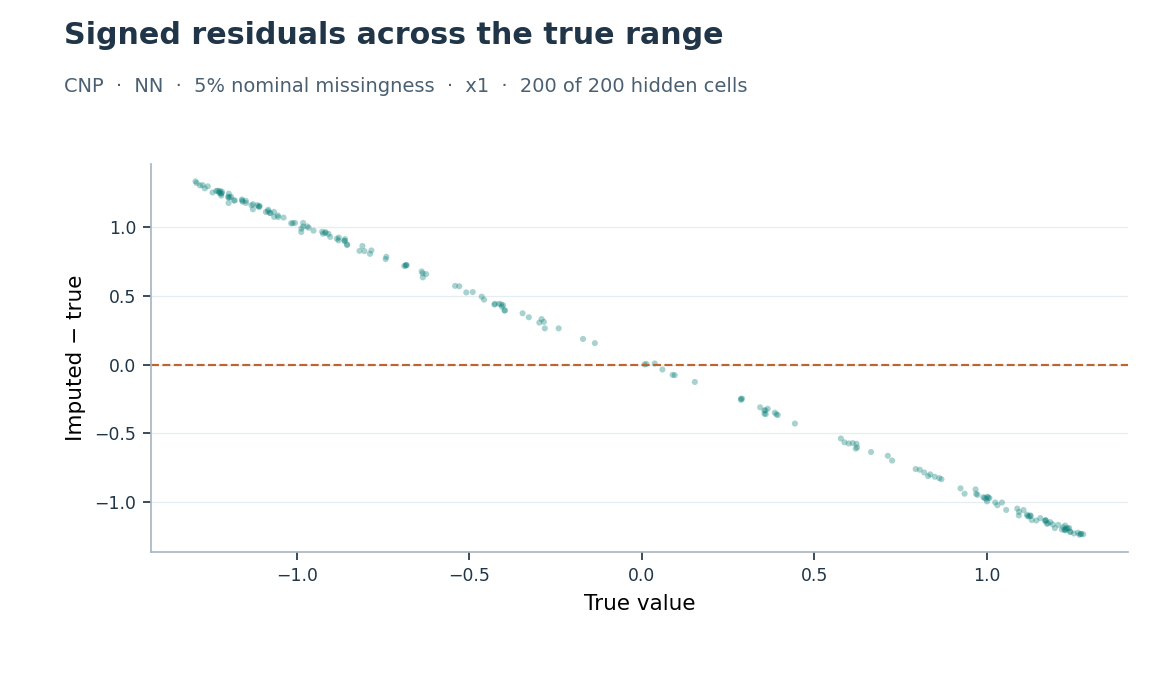 Signed residuals across the true range
CNP · NN · 5% nominal missingness · x1 · 200 of 200 hidden cells
Imputed − true
1.0
0.5
0.0
−0.5
−1.0
−1.0
−0.5
0.0
0.5
1.0
True value